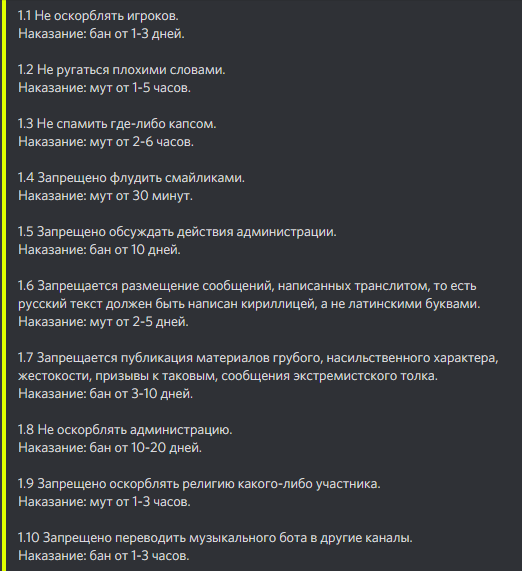 1.1 Не оскорблять игроков.
Наказание: бан от 1-3 дней.
1.2 Не ругаться плохими словами.
Наказание: мут от 1-5 часов.
1.3 Не спамить где-либо капсом.
Наказание: мут от 2-6 часов.
1.4 Запрещено флудить смайликами.
Наказание: мут от 30 минут.
1.5 Запрещено обсуждать действия администрации.
Наказание: бан от 10 дней.
1.6 Запрещается размещение сообщений, написанных транслитом, то есть
русский текст должен быть написан кириллицей, а не латинскими буквами.
Наказание: мут от 2-5 дней.
1.7 Запрещается публикация материалов грубого, насильственного характера,
жестокости, призывы к таковым, сообщения экстремистского толка.
Наказание: бан от 3-10 дней.
1.8 Не оскорблять администрацию.
Наказание: бан от 10-20 дней.
1.9 Запрещено оскорблять религию какого-либо участника.
Наказание: мут от 1-3 часов.
1.10 Запрещено переводить музыкального бота в другие каналы.
Наказание: бан от 1-3 часов.